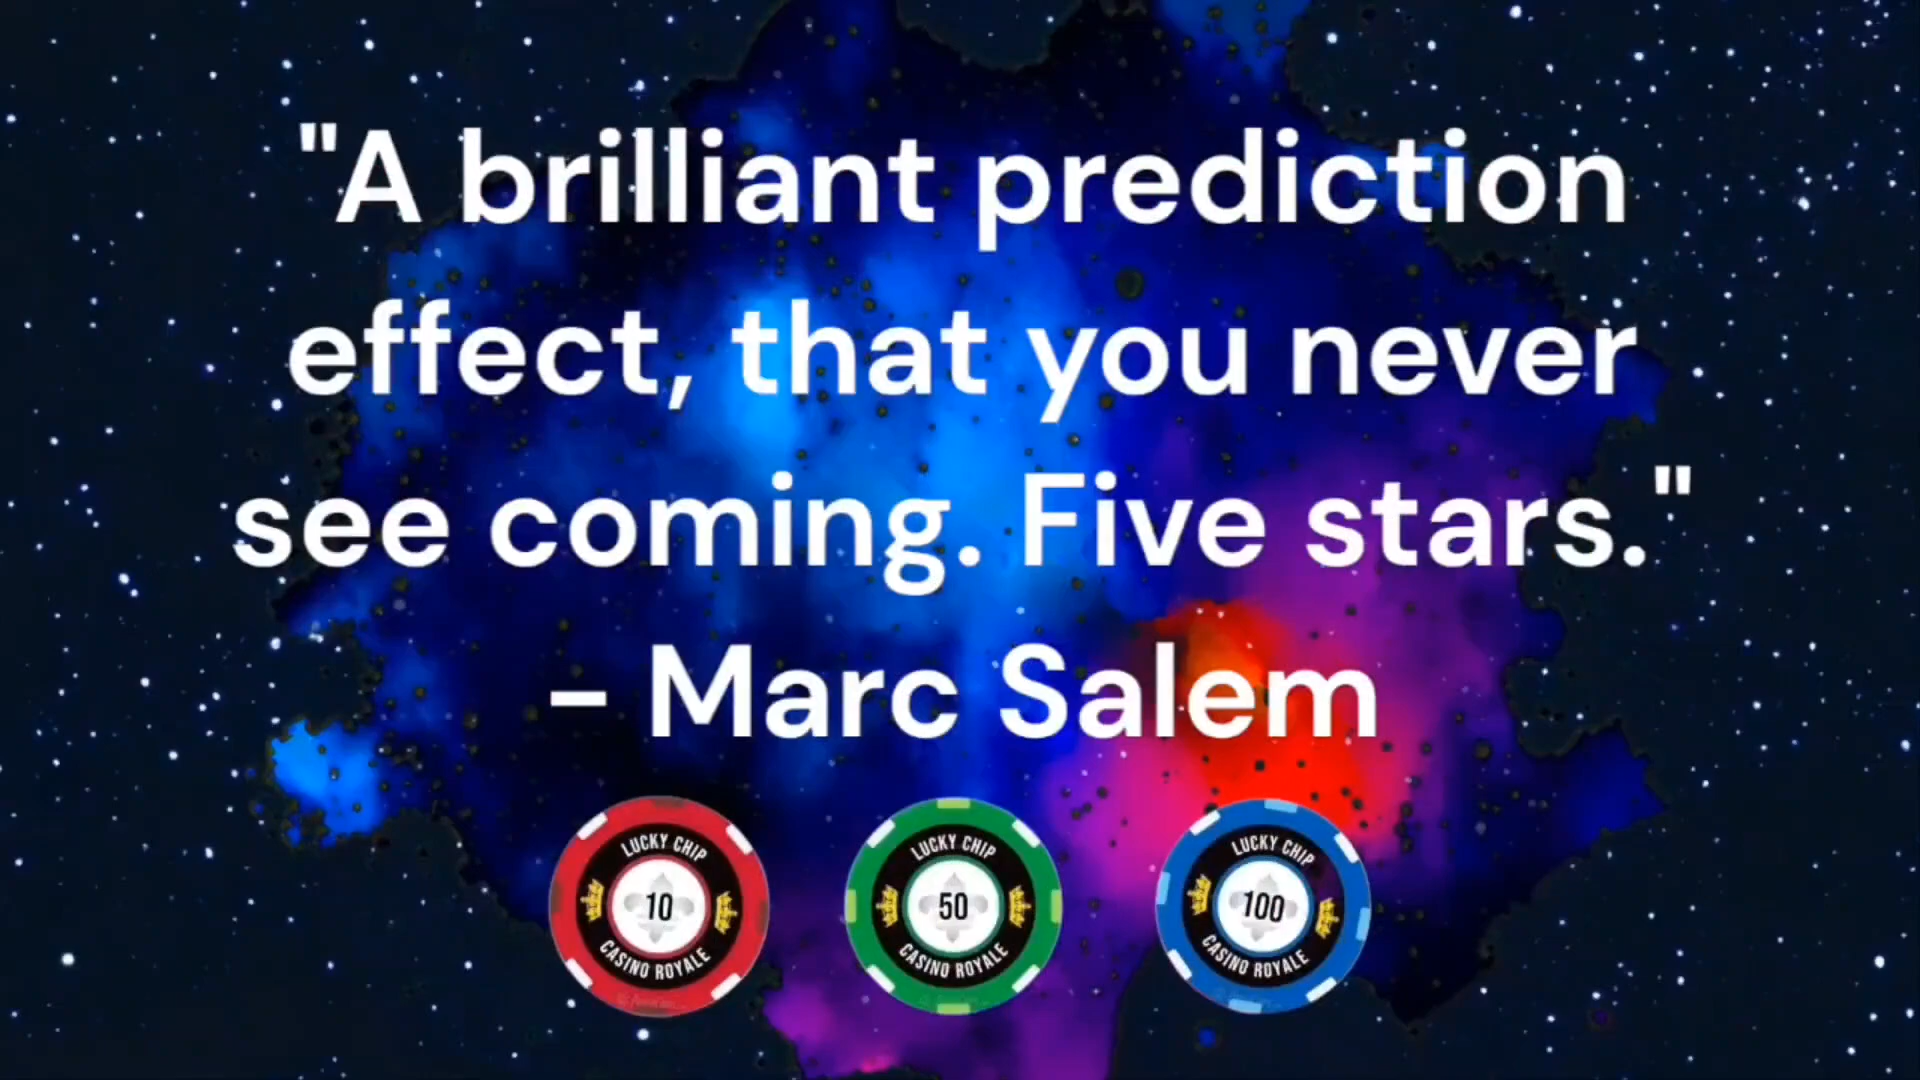 "A brilliant prediction
effect, that you never
see coming. Five stars."
- Marc Salem
LUCKY CHIP
10
CASINO ROYALE
LUCKY CHIP
50
CASINO ROYALE
LUCKY CHIP
100
CASINO ROYALE